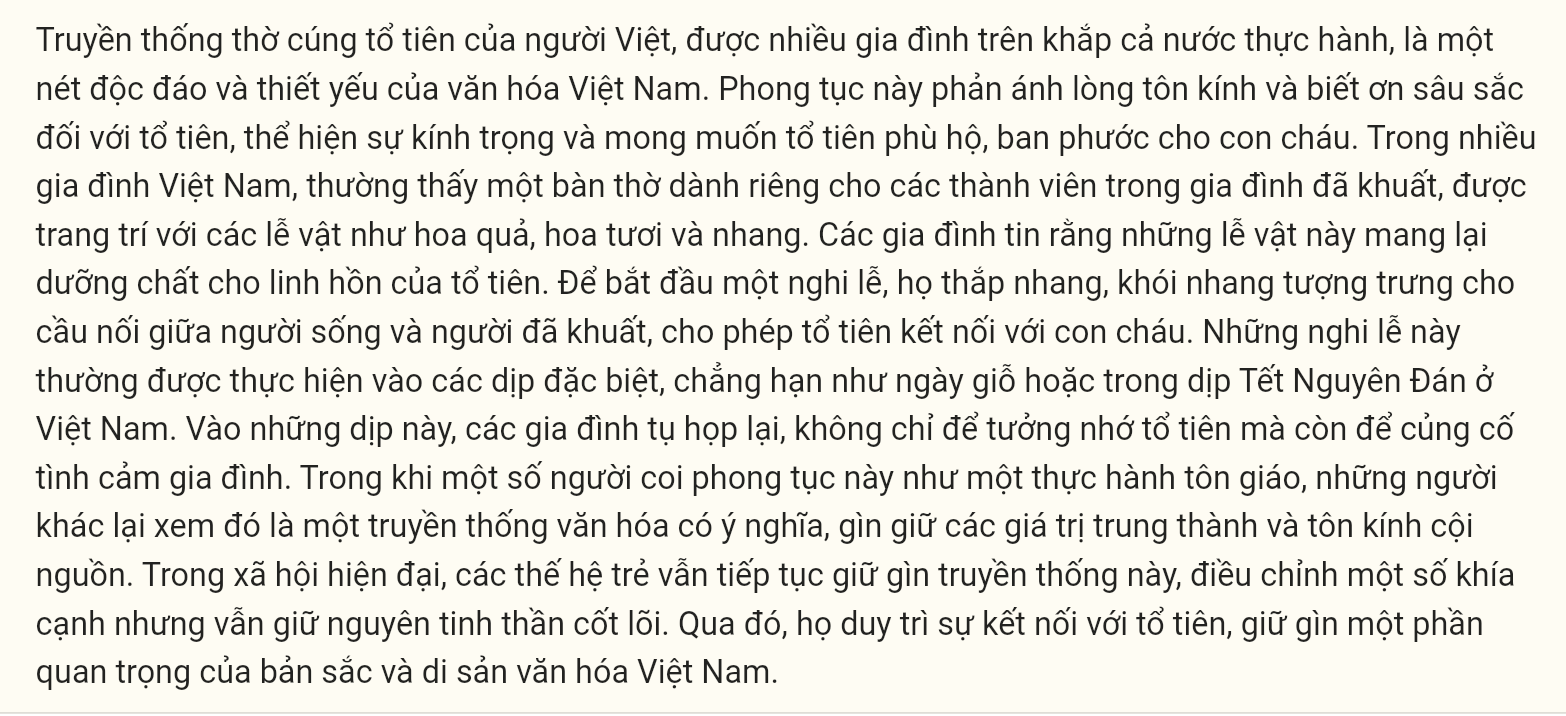 Truyền thống thờ cúng tổ tiên của người Việt, được nhiều gia đình trên khắp cả nước thực hành, là một
nét độc đáo và thiết yếu của văn hóa Việt Nam. Phong tục này phản ánh lòng tôn kính và biết ơn sâu sắc
đối với tổ tiên, thể hiện sự kính trọng và mong muốn tổ tiên phù hộ, ban phước cho con cháu. Trong nhiều
gia đình Việt Nam, thường thấy một bàn thờ dành riêng cho các thành viên trong gia đình đã khuất, được
trang trí với các lễ vật như hoa quả, hoa tươi và nhang. Các gia đình tin rằng những lễ vật này mang lại
dưỡng chất cho linh hồn của tổ tiên. Để bắt đầu một nghi lễ, họ thắp nhang, khói nhang tượng trưng cho
cầu nối giữa người sống và người đã khuất, cho phép tổ tiên kết nối với con cháu. Những nghi lễ này
thường được thực hiện vào các dịp đặc biệt, chẳng hạn như ngày giỗ hoặc trong dịp Tết Nguyên Đán ở
Việt Nam. Vào những dịp này, các gia đình tụ họp lại, không chỉ để tưởng nhớ tổ tiên mà còn để củng cố
tình cảm gia đình. Trong khi một số người coi phong tục này như một thực hành tôn giáo, những người
khác lại xem đó là một truyền thống văn hóa có ý nghĩa, gìn giữ các giá trị trung thành và tôn kính cội
nguồn. Trong xã hội hiện đại, các thế hệ trẻ vẫn tiếp tục giữ gìn truyền thống này, điều chỉnh một số khía
cạnh nhưng vẫn giữ nguyên tinh thần cốt lõi. Qua đó, họ duy trì sự kết nối với tổ tiên, giữ gìn một phần
quan trọng của bản sắc và di sản văn hóa Việt Nam.